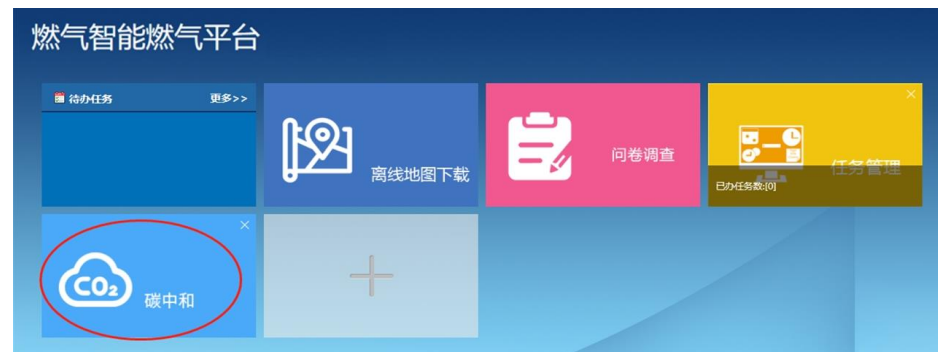 燃气智能燃气平台
待办任务 更多>>
离线地图下载
问卷调查
任务管理
已办任务数:[0]
CO₂
碳中和